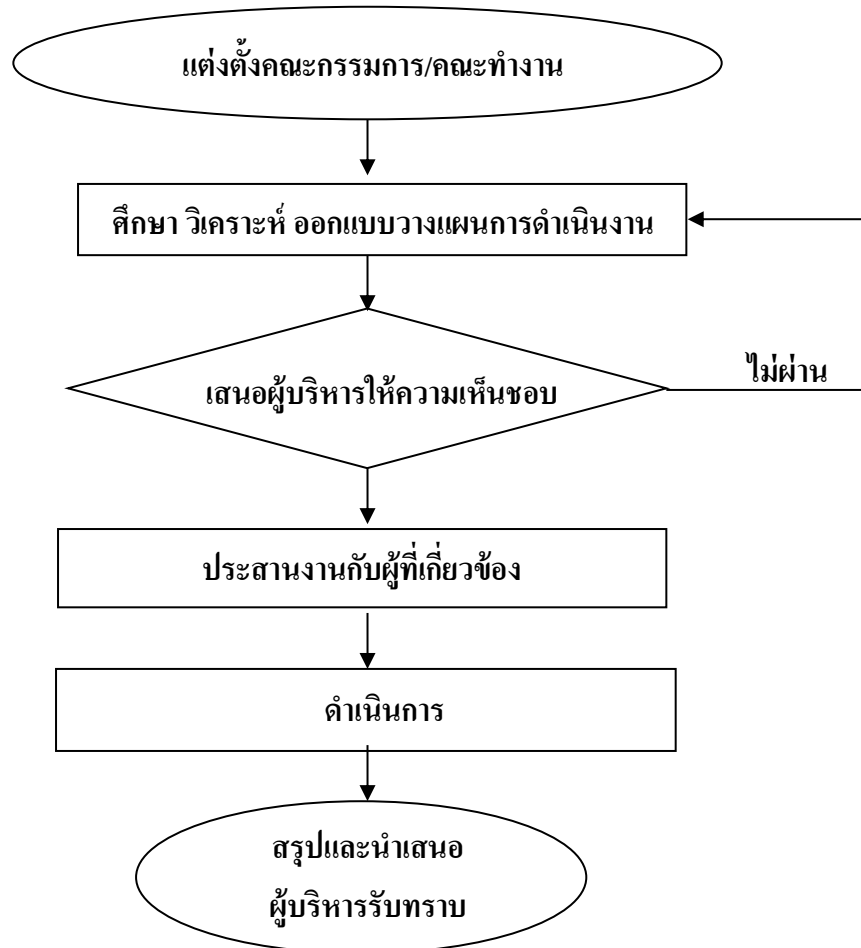 แต่งตั้งคณะกรรมการ/คณะทำงาน
ศึกษา วิเคราะห์ ออกแบบวางแผนการดำเนินงาน
ไม่ผ่าน
เสนอผู้บริหารให้ความเห็นชอบ
ประสานงานกับผู้ที่เกี่ยวข้อง
ดำเนินการ
สรุปและนำเสนอ
ผู้บริหารรับทราบ